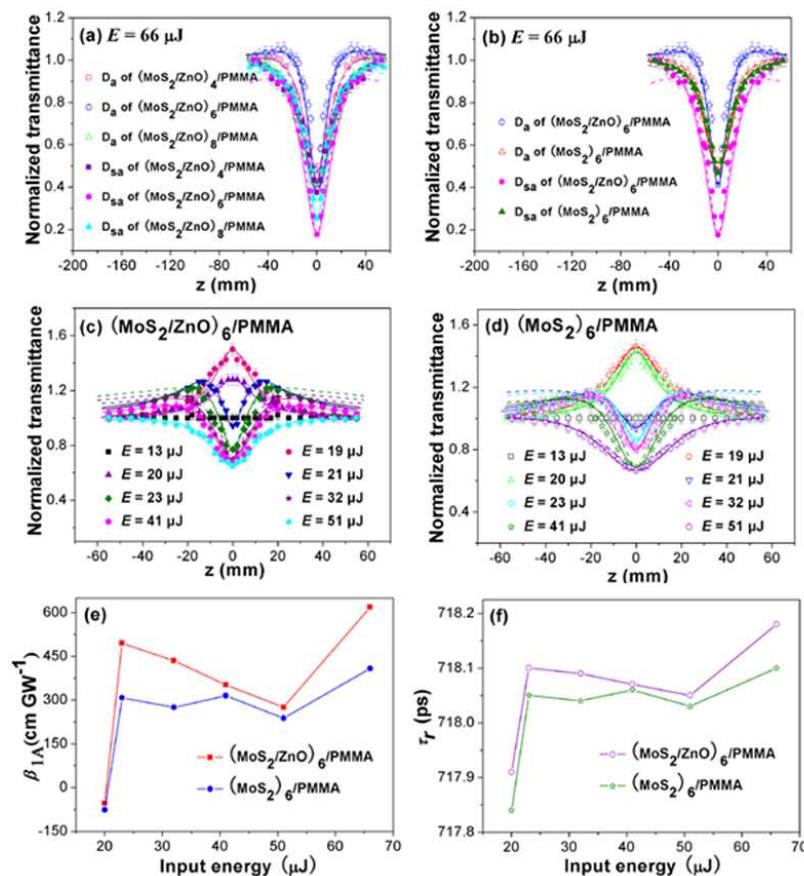 (a) E = 66 μJ
Normalized transmittance
1.2
1.0
0.8
0.6
0.4
0.2
Da of (MoS2/ZnO)4/PMMA
Da of (MoS2/ZnO)6/PMMA
Da of (MoS2/ZnO)8/PMMA
Dsa of (MoS2/ZnO)4/PMMA
Dsa of (MoS2/ZnO)6/PMMA
Dsa of (MoS2/ZnO)8/PMMA
-200 -160 -120 -80 -40 0 40
z (mm)
(b) E = 66 μJ
Normalized transmittance
1.2
1.0
0.8
0.6
0.4
0.2
Da of (MoS2/ZnO)6/PMMA
Da of (MoS2)6/PMMA
Dsa of (MoS2/ZnO)6/PMMA
Dsa of (MoS2)6/PMMA
-200 -160 -120 -80 -40 0 40
z (mm)
(c) (MoS2/ZnO)6/PMMA
Normalized transmittance
1.6
1.2
0.8
0.4
E = 13 μJ E = 19 μJ
E = 20 μJ E = 21 μJ
E = 23 μJ E = 32 μJ
E = 41 μJ E = 51 μJ
-60 -40 -20 0 20 40 60
z (mm)
(d) (MoS2)6/PMMA
Normalized transmittance
1.6
1.2
0.8
0.4
E = 13 μJ E = 19 μJ
E = 20 μJ E = 21 μJ
E = 23 μJ E = 32 μJ
E = 41 μJ E = 51 μJ
-60 -40 -20 0 20 40 60
z (mm)
(e)
β1A(cm GW-1)
600
450
300
150
0
-150
(MoS2/ZnO)6/PMMA
(MoS2)6/PMMA
20 30 40 50 60 70
Input energy (μJ)
(f)
τr (ps)
718.2
718.1
718.0
717.9
717.8
(MoS2/ZnO)6/PMMA
(MoS2)6/PMMA
20 30 40 50 60 70
Input energy (μJ)